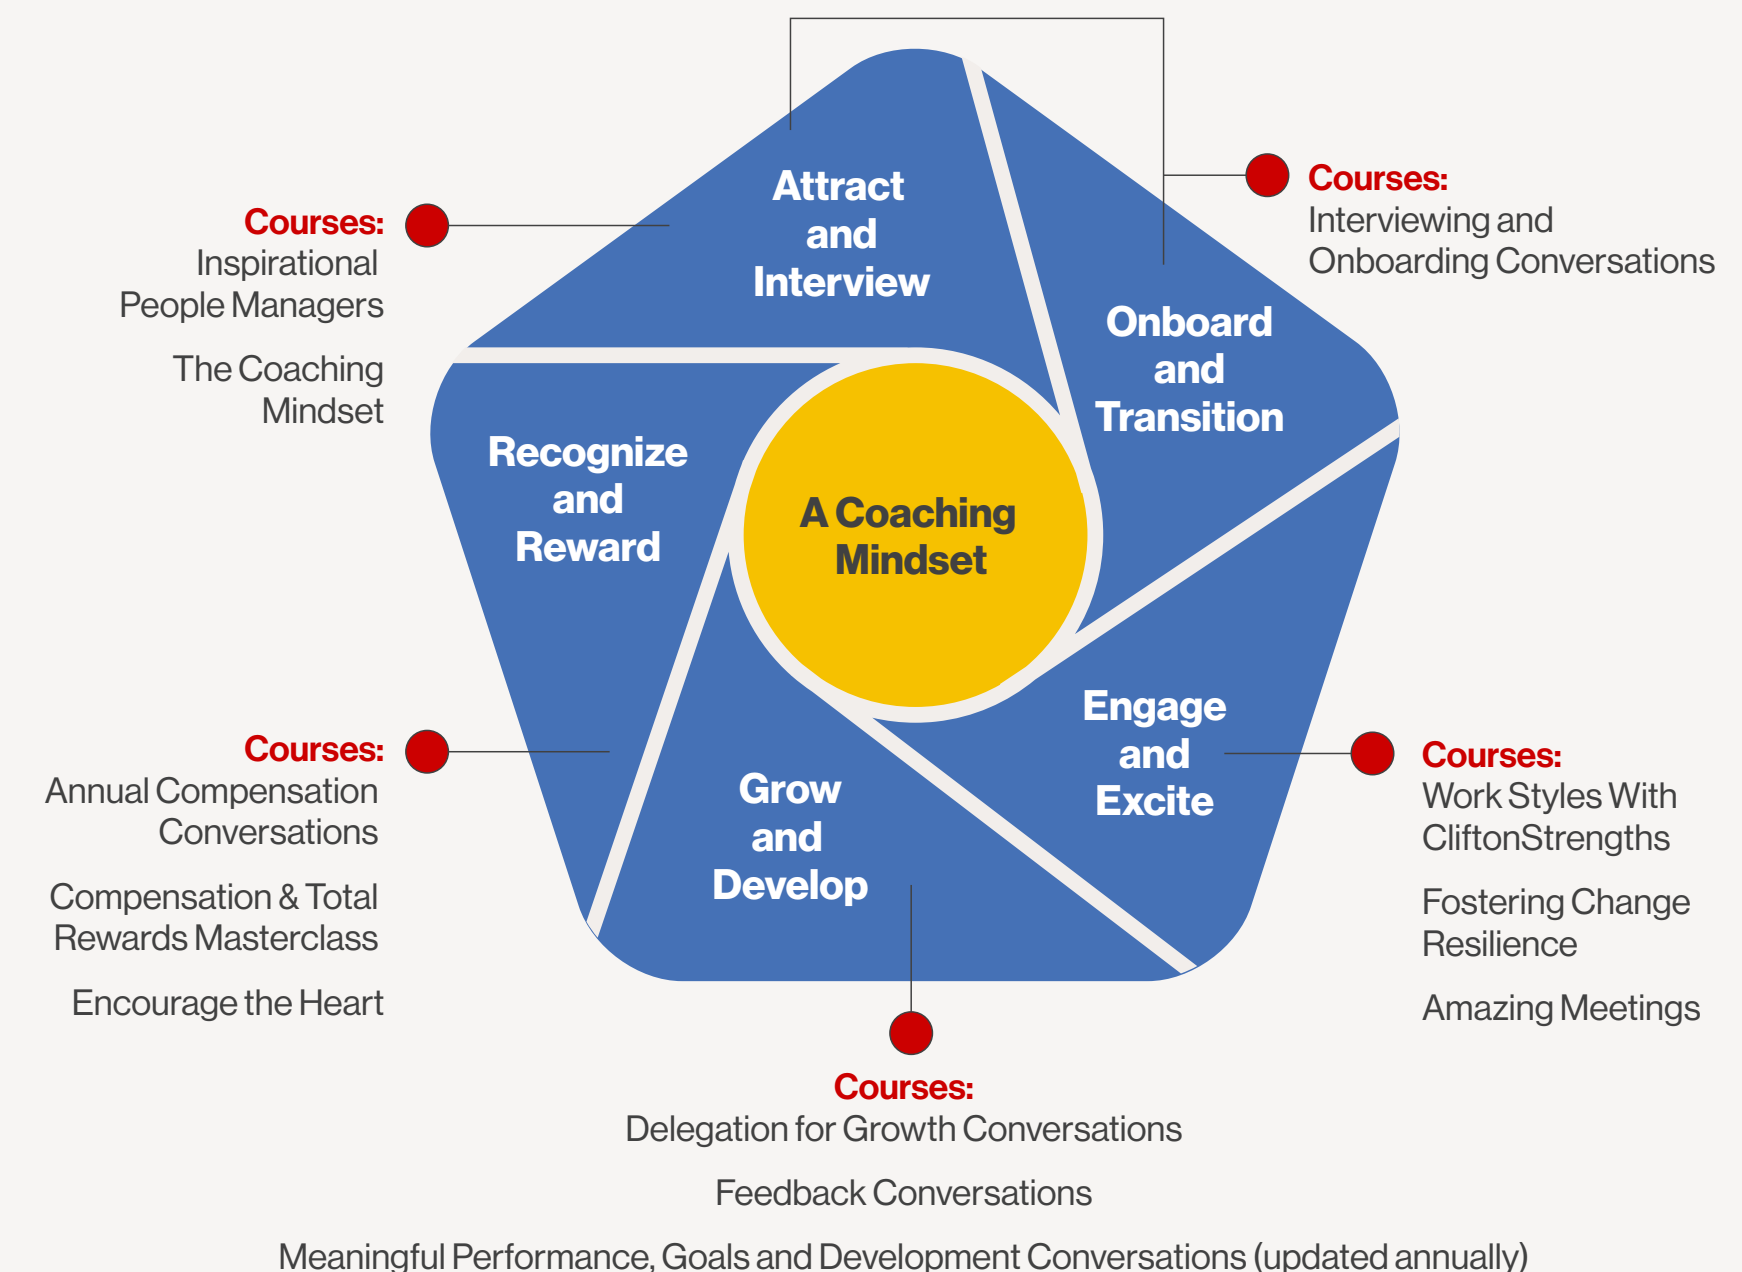 Attract
and
Interview
Onboard
and
Transition
Engage
and
Excite
Grow
and
Develop
Recognize
and
Reward
A Coaching
Mindset
Courses:
Inspirational
People Managers
The Coaching
Mindset
Courses:
Interviewing and
Onboarding Conversations
Courses:
Annual Compensation
Conversations
Compensation & Total
Rewards Masterclass
Encourage the Heart
Courses:
Work Styles With
CliftonStrengths
Fostering Change
Resilience
Amazing Meetings
Courses:
Delegation for Growth Conversations
Feedback Conversations
Meaningful Performance, Goals and Development Conversations (updated annually)